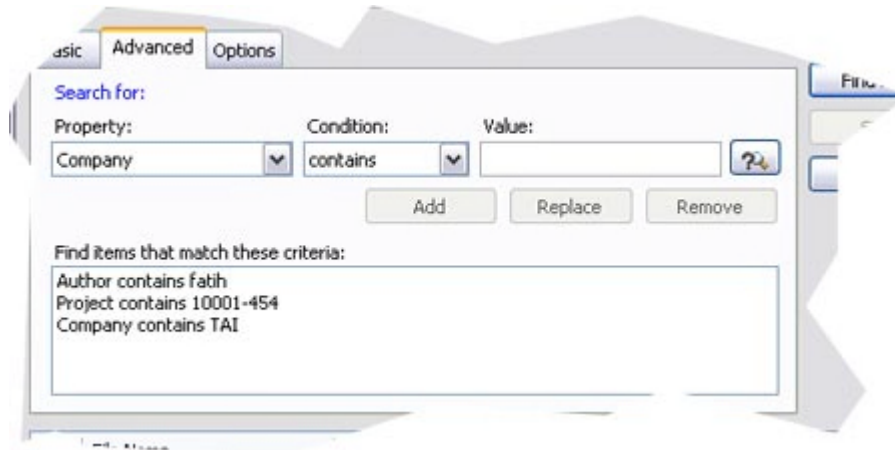 Advanced Options
Search for:
Property: Condition: Value:
Company contains
Add Replace Remove
Find items that match these criteria:
Author contains fatih
Project contains 10001-454
Company contains TAI